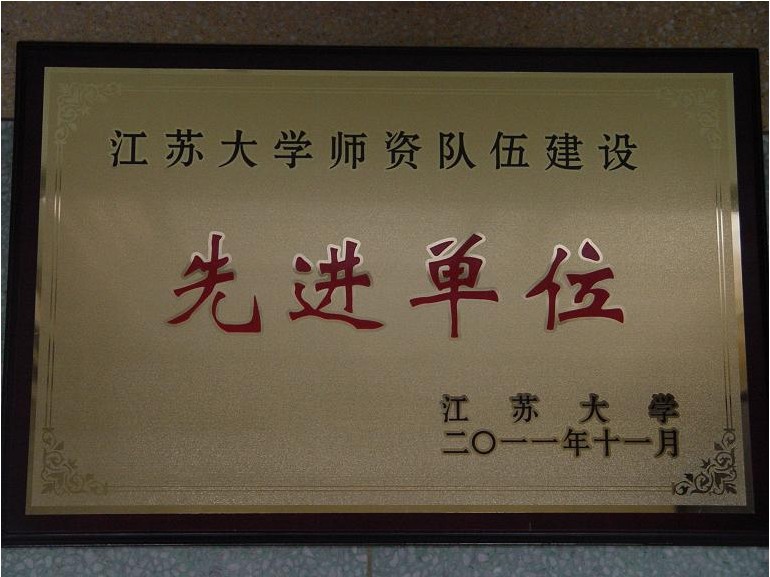 江苏大学师资队伍建设
先进单位
江苏大学
二〇一一年十一月